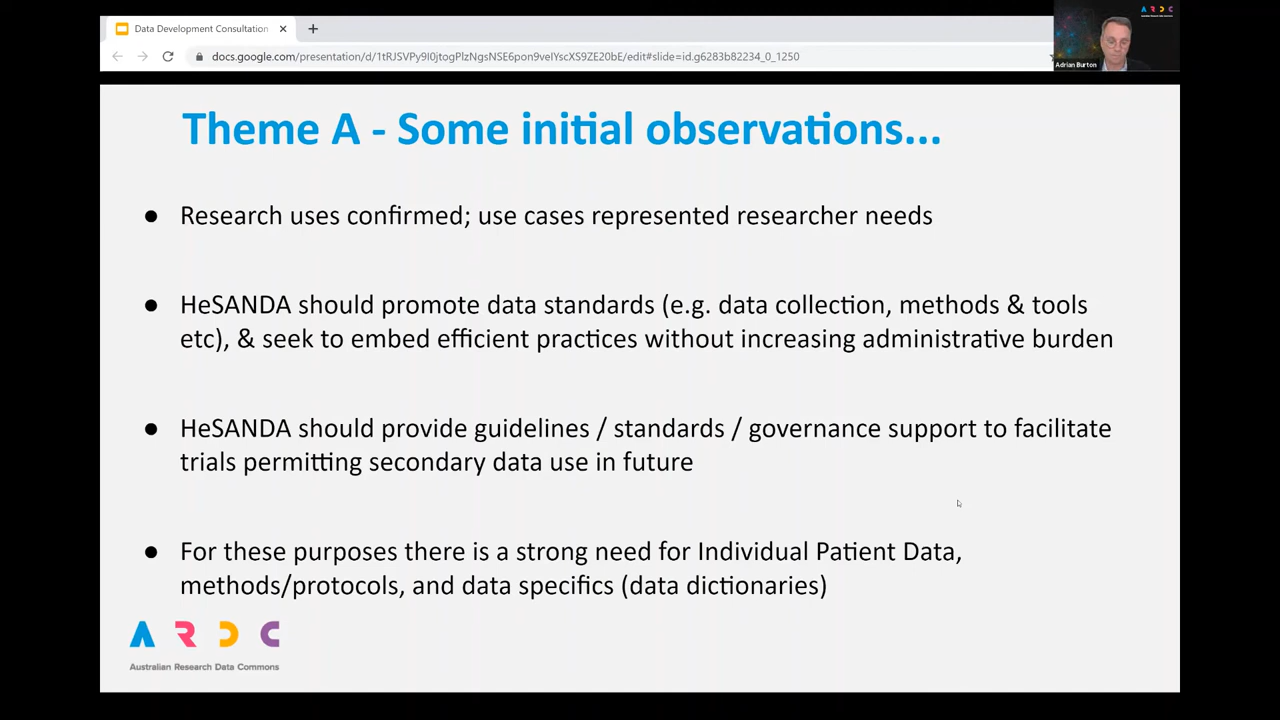 Data Development Consultation
docs.google.com/presentation/d/1tRJSVPy9I0jtogPlzNgsNSE6pon9veIYscXS9ZE20bE/edit#slide=id.g6283b82234_0_1250
A R D C
Adrian Burton
Theme A - Some initial observations...
● Research uses confirmed; use cases represented researcher needs
● HeSANDA should promote data standards (e.g. data collection, methods & tools
etc), & seek to embed efficient practices without increasing administrative burden
● HeSANDA should provide guidelines / standards / governance support to facilitate
trials permitting secondary data use in future
● For these purposes there is a strong need for Individual Patient Data,
methods/protocols, and data specifics (data dictionaries)
A R D C
Australian Research Data Commons